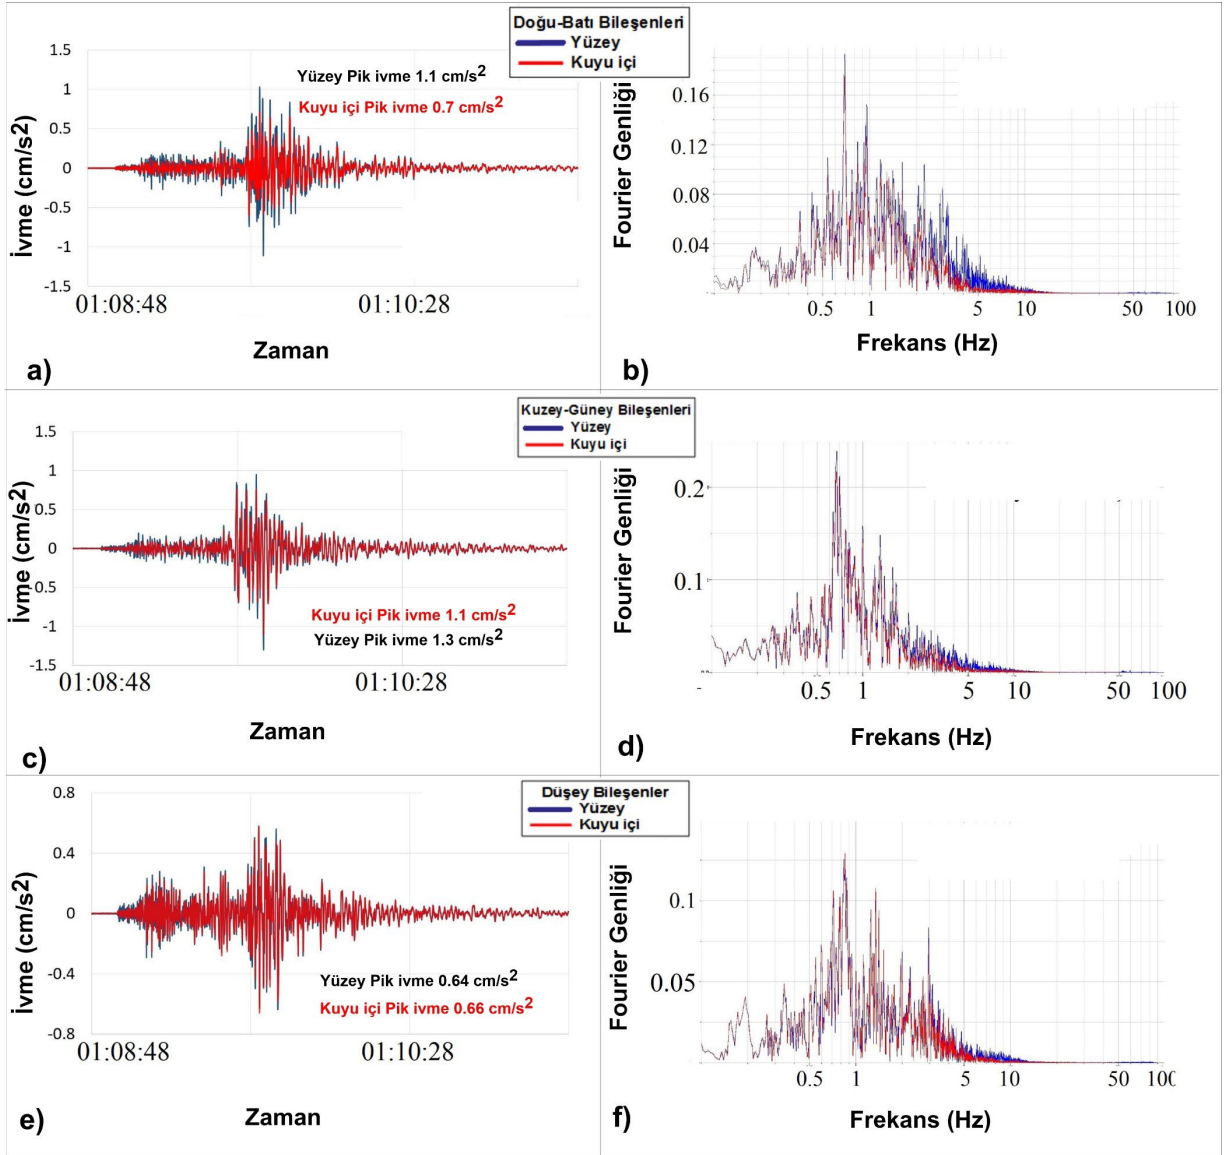 Doğu-Batı Bileşenleri
Yüzey
Kuyu içi
1.5
1
0.5
0
-0.5
-1
-1.5
İvme (cm/s2)
Yüzey Pik ivme 1.1 cm/s2
Kuyu içi Pik ivme 0.7 cm/s2
01:08:48 01:10:28
Zaman
a)
0.16
0.12
0.08
0.04
Fourier Genliği
0.5 1 5 10 50 100
Frekans (Hz)
b)
Kuzey-Güney Bileşenleri
Yüzey
Kuyu içi
1.5
1
0.5
0
0.5
-1
-1.5
İvme (cm/s2)
Kuyu içi Pik ivme 1.1 cm/s2
Yüzey Pik ivme 1.3 cm/s2
01:08:48 01:10:28
Zaman
c)
0.2
0.1
Fourier Genliği
0.5 1 5 10 50 100
Frekans (Hz)
d)
Düşey Bileşenler
Yüzey
Kuyu içi
0.8
0.4
0
-0.4
-0.8
İvme (cm/s2)
Yüzey Pik ivme 0.64 cm/s2
Kuyu içi Pik ivme 0.66 cm/s2
01:08:48 01:10:28
Zaman
e)
0.1
0.05
Fourier Genliği
0.5 1 5 10 50 100
Frekans (Hz)
f)